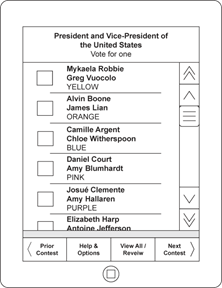 President and Vice-President of
the United States
Vote for one
Mykaela Robbie
Greg Vuocolo
YELLOW
Alvin Boone
James Lian
ORANGE
Camille Argent
Chloe Witherspoon
BLUE
Daniel Court
Amy Blumhardt
PINK
Josué Clemente
Amy Hallaren
PURPLE
Elizabeth Harp
Antoine Jefferson
Prior
Contest
Help &
Options
View All /
Reveiw
Next
Contest